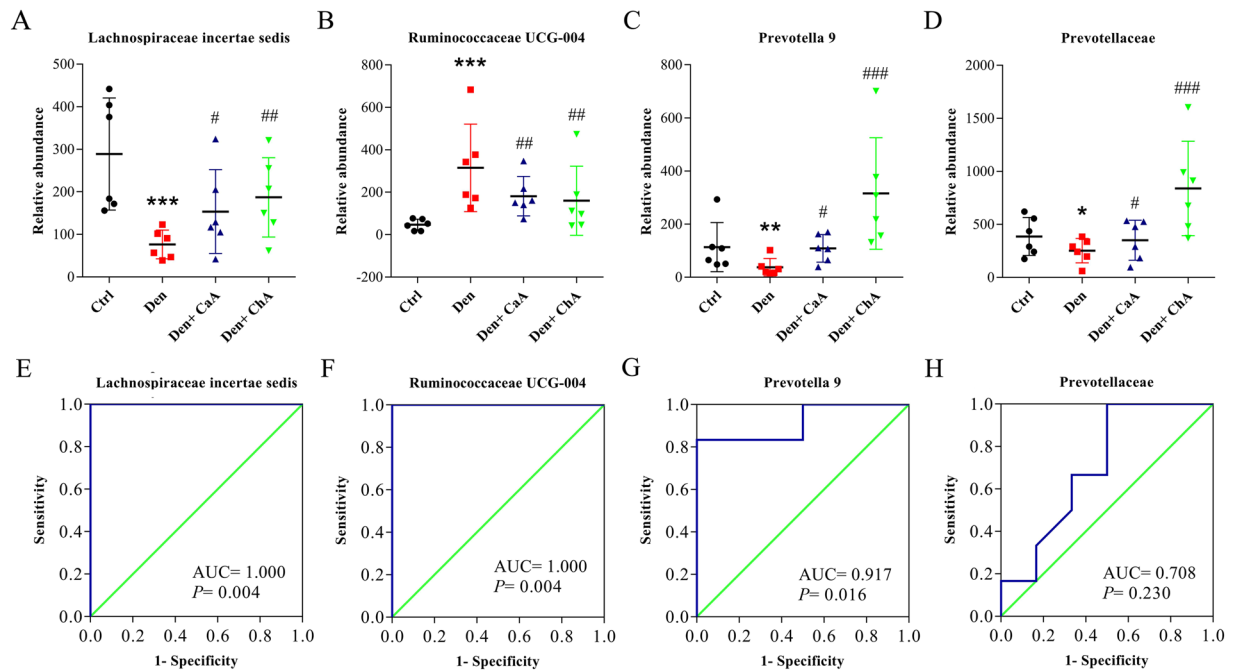 A
Lachnospiraceae incertae sedis
Relative abundance
500
400
300
200
100
0
***
#
##
Ctrl
Den
Den+ CaA
Den+ ChA
B
Ruminococcaceae UCG-004
Relative abundance
800
600
400
200
0
-200
***
##
##
Ctrl
Den
Den+ CaA
Den+ ChA
C
Prevotella 9
Relative abundance
800
600
400
200
0
**
#
###
Ctrl
Den
Den+ CaA
Den+ ChA
D
Prevotellaceae
Relative abundance
2000
1500
1000
500
0
*
#
###
Ctrl
Den
Den+ CaA
Den+ ChA
E
Lachnospiraceae incertae sedis
Sensitivity
1.0
0.8
0.6
0.4
0.2
0.0
AUC= 1.000
P= 0.004
0.0 0.2 0.4 0.6 0.8 1.0
1- Specificity
F
Ruminococcaceae UCG-004
Sensitivity
1.0
0.8
0.6
0.4
0.2
0.0
AUC= 1.000
P= 0.004
0.0 0.2 0.4 0.6 0.8 1.0
1- Specificity
G
Prevotella 9
Sensitivity
1.0
0.8
0.6
0.4
0.2
0.0
AUC= 0.917
P= 0.016
0.0 0.2 0.4 0.6 0.8 1.0
1- Specificity
H
Prevotellaceae
Sensitivity
1.0
0.8
0.6
0.4
0.2
0.0
AUC= 0.708
P= 0.230
0.0 0.2 0.4 0.6 0.8 1.0
1- Specificity